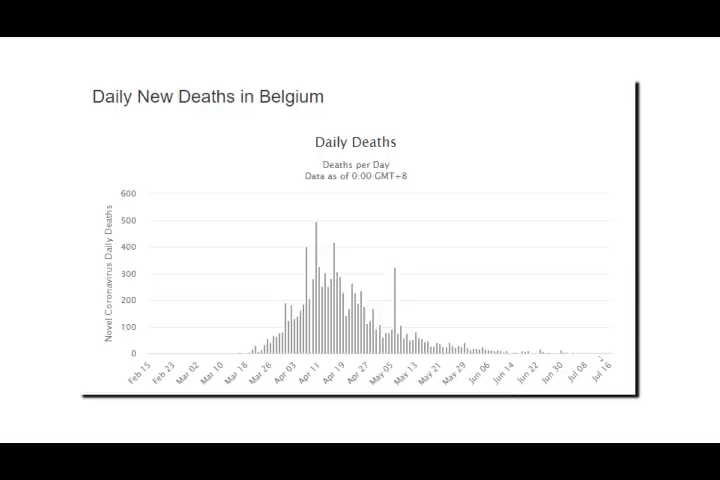 Daily New Deaths in Belgium
Daily Deaths
Deaths per Day
Data as of 0:00 GMT+8
Novel Coronavirus Daily Deaths
600
500
400
300
200
100
0
Feb 15
Feb 23
Mar 02
Mar 10
Mar 18
Mar 26
Apr 03
Apr 11
Apr 19
Apr 27
May 05
May 13
May 21
May 29
Jun 06
Jun 14
Jun 22
Jun 30
Jul 08
Jul 16